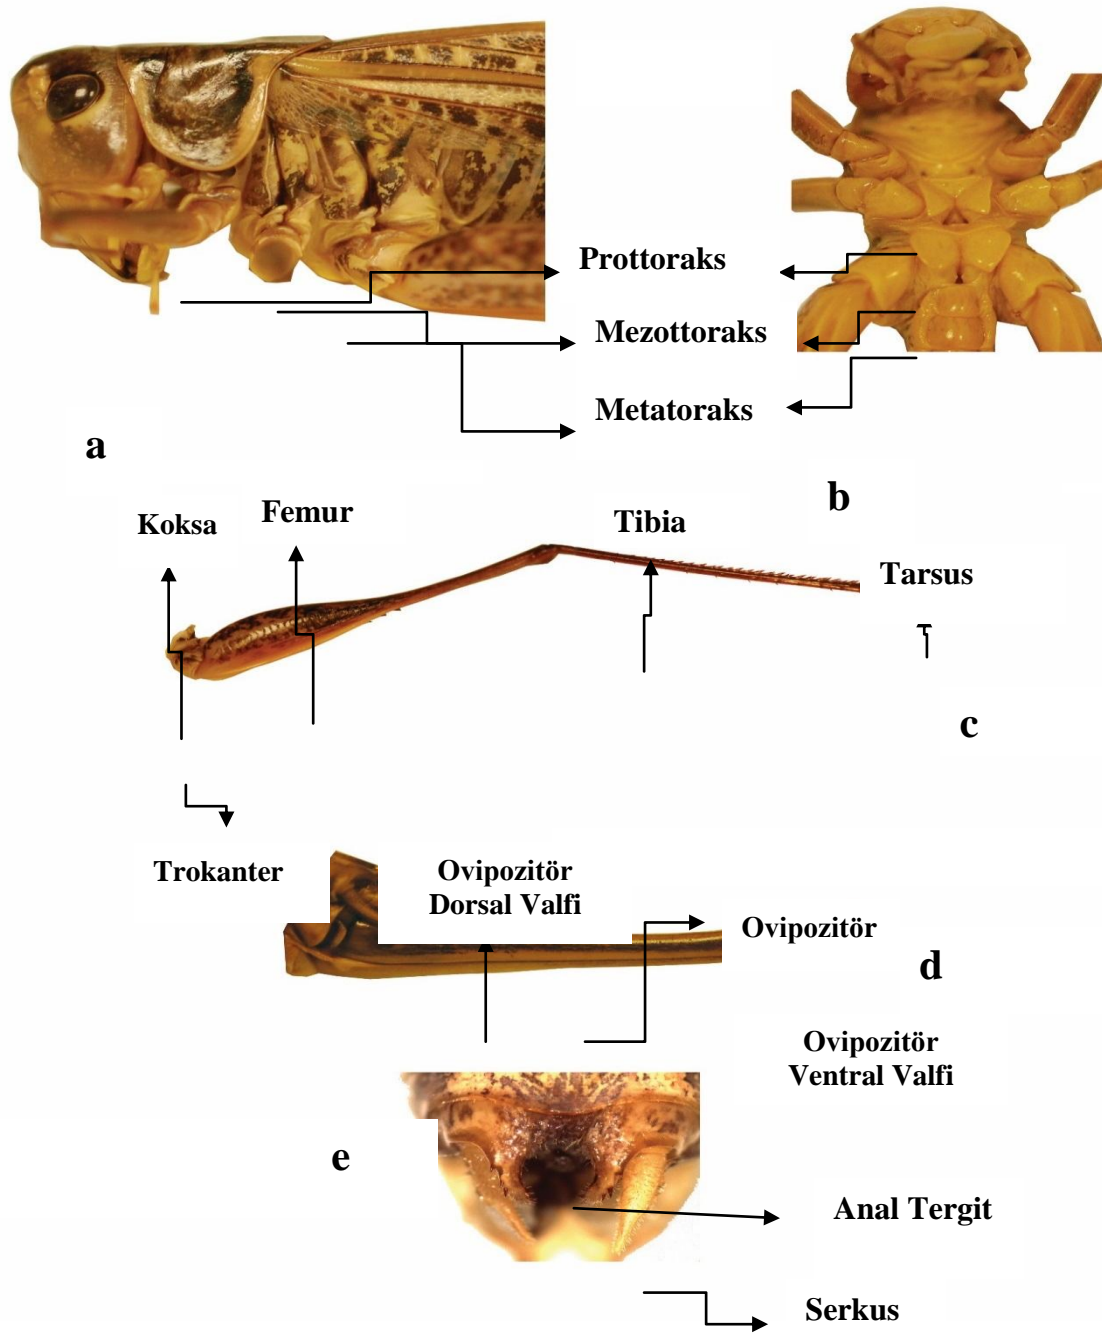 Prottoraks
Mezottoraks
Metatoraks
a
b
Koksa
Femur
Tibia
Tarsus
c
Trokanter
Ovipozitör
Dorsal Valfi
Ovipozitör
d
Ovipozitör
Ventral Valfi
e
Anal Tergit
Serkus